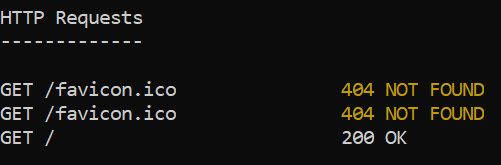 HTTP Requests
-------------
GET /favicon.ico 404 NOT FOUND
GET /favicon.ico 404 NOT FOUND
GET / 200 OK